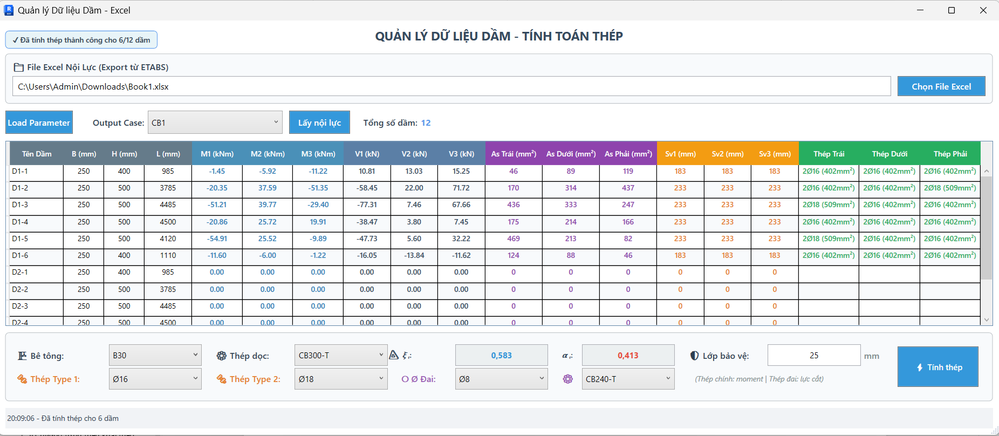 Quản lý Dữ liệu Dầm - Excel
✓ Đã tính thép thành công cho 6/12 dầm
QUẢN LÝ DỮ LIỆU DẦM - TÍNH TOÁN THÉP
File Excel Nội Lực (Export từ ETABS)
C:\Users\Admin\Downloads\Book1.xlsx Chọn File Excel
Load Parameter Output Case: CB1 Lấy nội lực Tổng số dầm: 12
Tên Dầm B (mm) H (mm) L (mm) M1 (kNm) M2 (kNm) M3 (kNm) V1 (kN) V2 (kN) V3 (kN) As Trái (mm²) As Dưới (mm²) As Phải (mm²) Sv1 (mm) Sv2 (mm) Sv3 (mm) Thép Trái Thép Dưới Thép Phải
D1-1 250 400 985 -1.45 -5.92 -11.22 10.81 13.03 15.25 46 89 119 183 183 183 2Ø16 (402mm²) 2Ø16 (402mm²) 2Ø16 (402mm²)
D1-2 250 500 3785 -20.35 37.59 -51.35 -58.45 22.00 71.72 170 314 437 233 233 233 2Ø16 (402mm²) 2Ø16 (402mm²) 2Ø18 (509mm²)
D1-3 250 500 4485 -51.21 39.77 -29.40 -77.31 7.46 67.66 436 333 247 233 233 233 2Ø18 (509mm²) 2Ø16 (402mm²) 2Ø16 (402mm²)
D1-4 250 500 4500 -20.86 25.72 19.91 -38.47 3.80 7.45 175 214 166 233 233 233 2Ø16 (402mm²) 2Ø16 (402mm²) 2Ø16 (402mm²)
D1-5 250 500 4120 -54.91 25.52 -9.89 -47.73 5.60 32.22 469 213 82 233 233 233 2Ø18 (509mm²) 2Ø16 (402mm²) 2Ø16 (402mm²)
D1-6 250 400 1110 -11.60 -6.00 -1.22 -16.05 -13.84 -11.62 124 88 46 183 183 183 2Ø16 (402mm²) 2Ø16 (402mm²) 2Ø16 (402mm²)
D2-1 250 400 985 0.00 0.00 0.00 0.00 0.00 0.00 0 0 0 0 0 0
D2-2 250 500 3785 0.00 0.00 0.00 0.00 0.00 0.00 0 0 0 0 0 0
D2-3 250 500 4485 0.00 0.00 0.00 0.00 0.00 0.00 0 0 0 0 0 0
D2-4 250 500 4500 0.00 0.00 0.00 0.00 0.00 0.00 0 0 0 0 0 0
Bê tông: B30 Thép dọc: CB300-T ξr: 0,583 αr: 0,413 Lớp bảo vệ: 25 mm
Thép Type 1: Ø16 Thép Type 2: Ø18 Ø Đai: Ø8 CB240-T (Thép chính: moment | Thép đai: lực cắt) Tính thép
20:09:06 - Đã tính thép cho 6 dầm